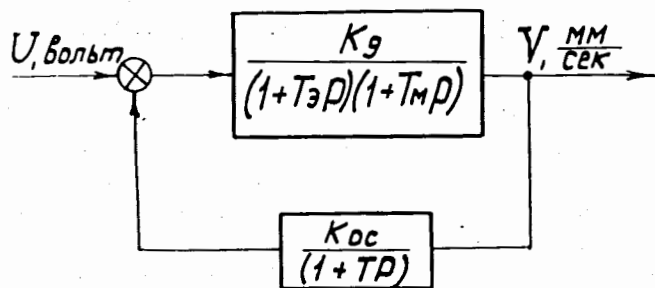 U, вольт
Kд
(1+TэP)(1+TмP)
V, мм
сек
Kос
(1+TP)